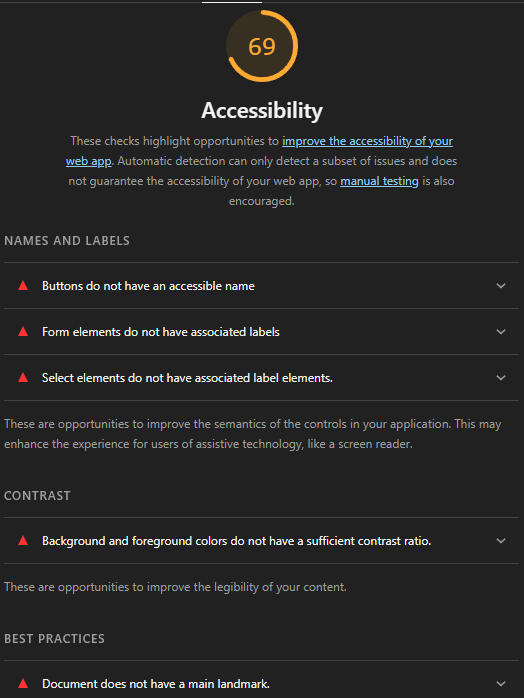 69
Accessibility
These checks highlight opportunities to improve the accessibility of your
web app. Automatic detection can only detect a subset of issues and does
not guarantee the accessibility of your web app, so manual testing is also
encouraged.
NAMES AND LABELS
Buttons do not have an accessible name
Form elements do not have associated labels
Select elements do not have associated label elements.
These are opportunities to improve the semantics of the controls in your application. This may
enhance the experience for users of assistive technology, like a screen reader.
CONTRAST
Background and foreground colors do not have a sufficient contrast ratio.
These are opportunities to improve the legibility of your content.
BEST PRACTICES
Document does not have a main landmark.